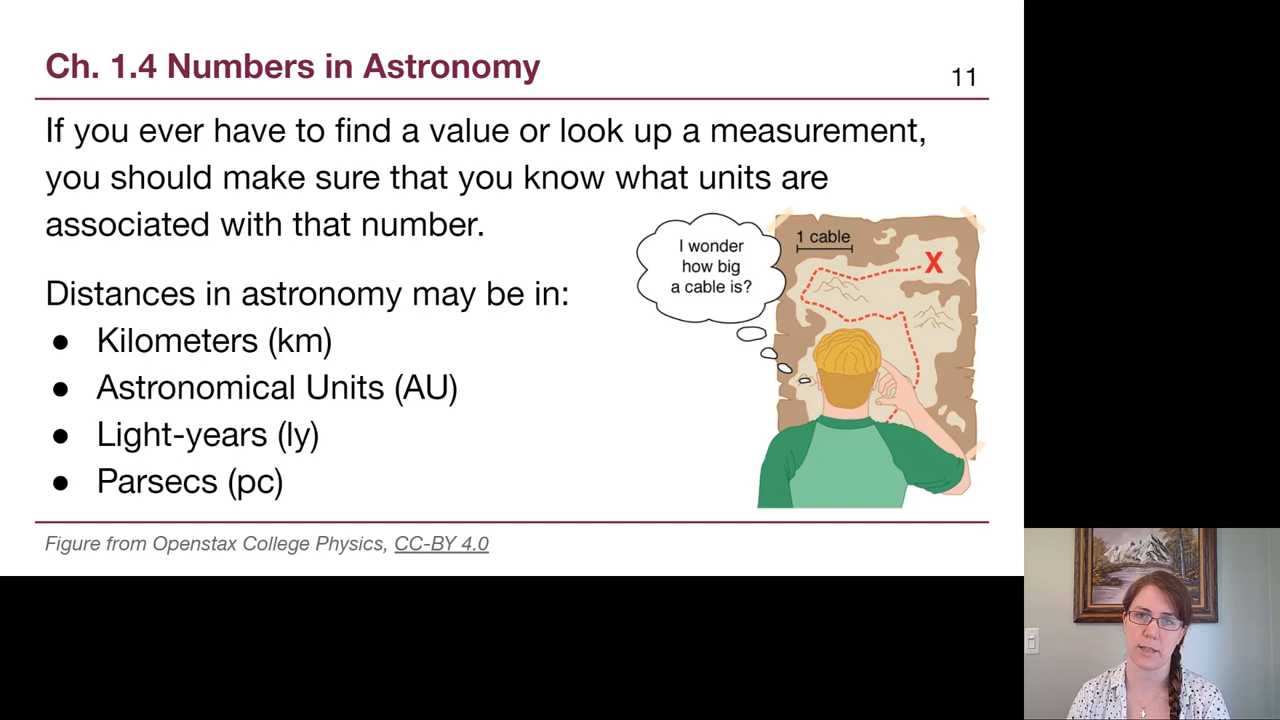 Ch. 1.4 Numbers in Astronomy
11
If you ever have to find a value or look up a measurement,
you should make sure that you know what units are
associated with that number.
I wonder
how big
a cable is?
1 cable
X
Distances in astronomy may be in:
● Kilometers (km)
● Astronomical Units (AU)
● Light-years (ly)
● Parsecs (pc)
Figure from Openstax College Physics, CC-BY 4.0